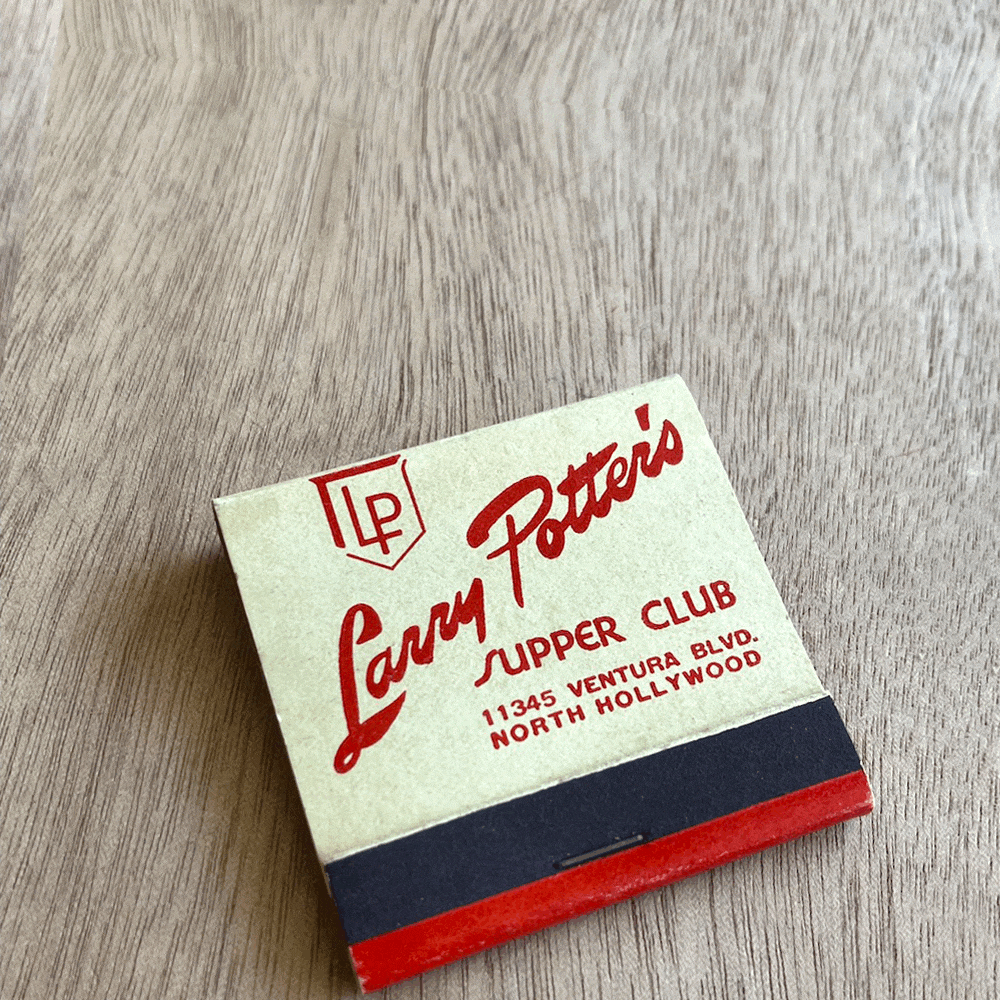 LP
Larry Potter's
SUPPER CLUB
11345 VENTURA BLVD.
NORTH HOLLYWOOD